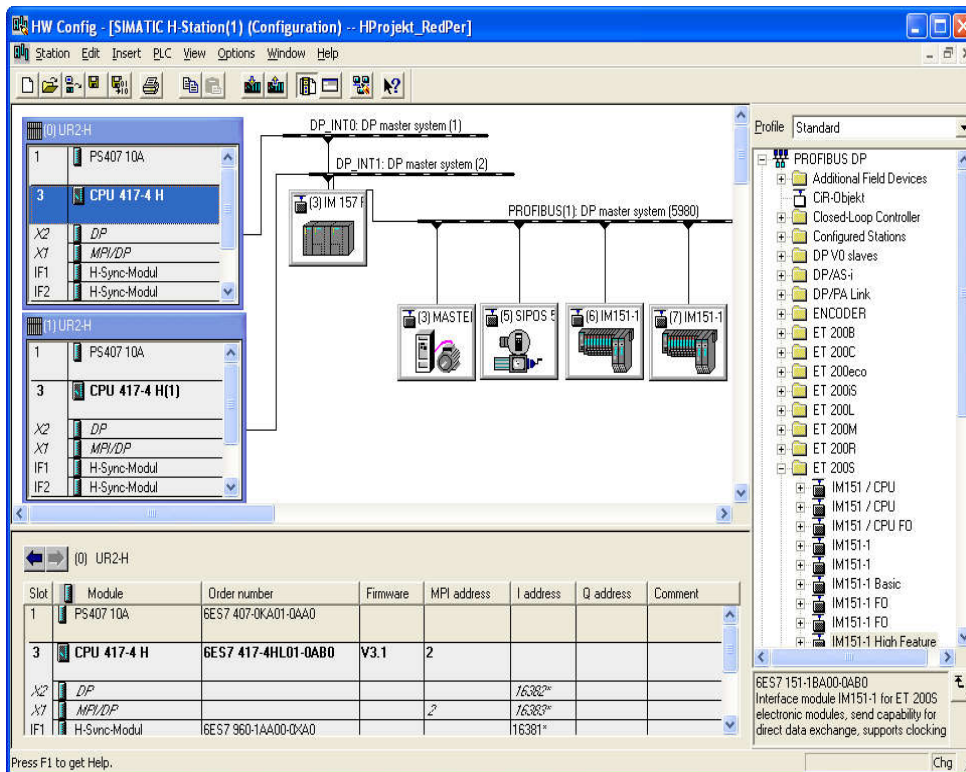 HW Config - [SIMATIC H-Station(1) (Configuration) -- HProjekt_RedPer]
Station Edit Insert PLC View Options Window Help
(0) UR2-H
1 PS407 10A
3 CPU 417-4 H
X2 DP
X1 MPI/DP
IF1 H-Sync-Modul
IF2 H-Sync-Modul
(1) UR2-H
1 PS407 10A
3 CPU 417-4 H(1)
X2 DP
X1 MPI/DP
IF1 H-Sync-Modul
IF2 H-Sync-Modul
DP_INT0: DP master system (1)
DP_INT1: DP master system (2)
(3) IM 157 F
PROFIBUS(1): DP master system (5980)
(3) MASTE
(5) SIPOS 5
(6) IM151-1
(7) IM151-1
Profile Standard
PROFIBUS DP
Additional Field Devices
CiR-Objekt
Closed-Loop Controller
Configured Stations
DP V0 slaves
DP/AS-i
DP/PA Link
ENCODER
ET 200B
ET 200C
ET 200eco
ET 200iS
ET 200L
ET 200M
ET 200R
ET 200S
IM151 / CPU
IM151 / CPU
IM151 / CPU FO
IM151-1
IM151-1
IM151-1 Basic
IM151-1 FO
IM151-1 FO
IM151-1 High Feature
6ES7 151-1BA00-0AB0
Interface module IM151-1 for ET 200S
electronic modules, send capability for
direct data exchange, supports clocking
(0) UR2-H
Slot Module Order number Firmware MPI address I address Q address Comment
1 PS407 10A 6ES7 407-0KA01-0AA0
3 CPU 417-4 H 6ES7 417-4HL01-0AB0 V3.1 2
X2 DP 16382*
X1 MPI/DP 2 16383*
IF1 H-Sync-Modul 6ES7 960-1AA00-0XA0 16381*
Press F1 to get Help.
Chg